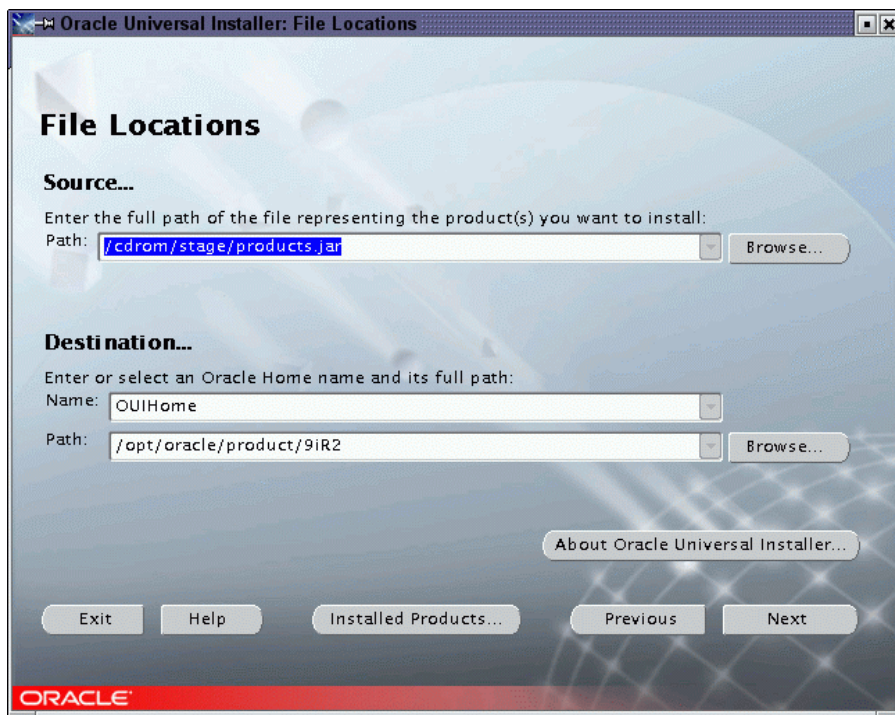 Oracle Universal Installer: File Locations
File Locations
Source...
Enter the full path of the file representing the product(s) you want to install:
Path: /cdrom/stage/products.jar Browse...
Destination...
Enter or select an Oracle Home name and its full path:
Name: OUIHome
Path: /opt/oracle/product/9iR2 Browse...
About Oracle Universal Installer...
Exit Help Installed Products... Previous Next
ORACLE